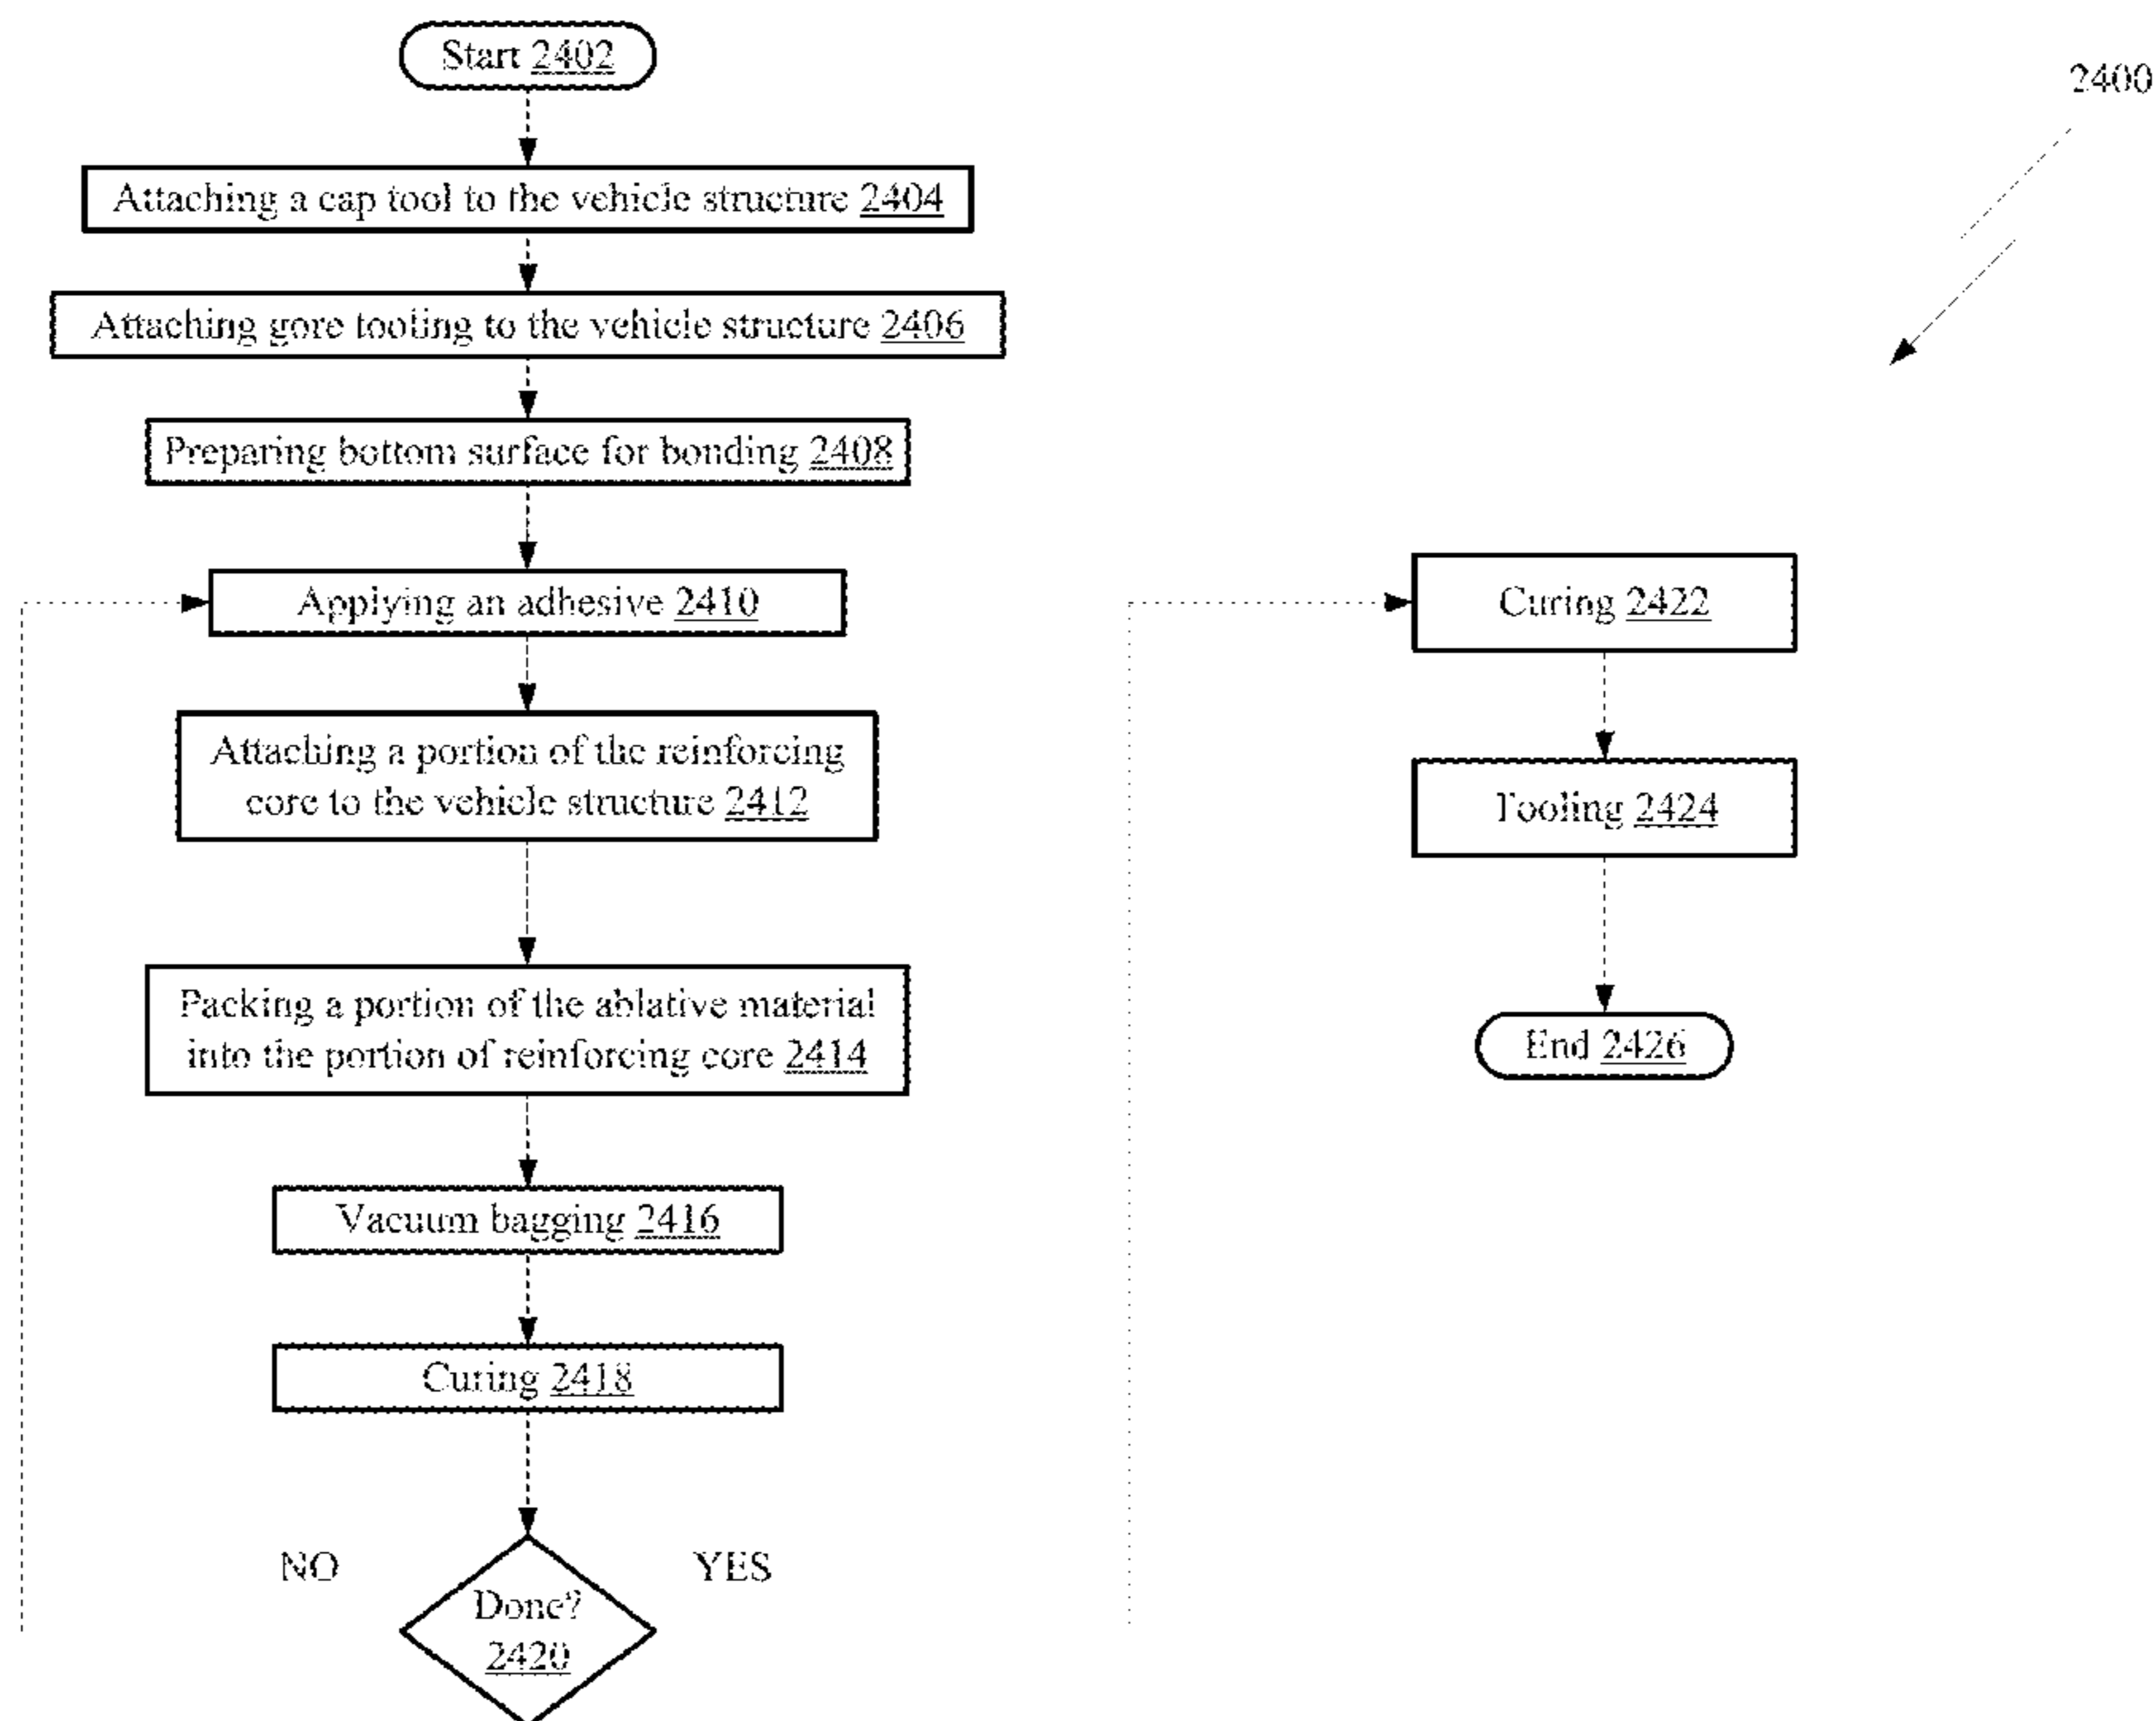 Start 2402
2400
Attaching a cap tool to the vehicle structure 2404
Attaching gore tooling to the vehicle structure 2406
Preparing bottom surface for bonding 2408
Applying an adhesive 2410
Attaching a portion of the reinforcing
core to the vehicle structure 2412
Packing a portion of the ablative material
into the portion of reinforcing core 2414
Vacuum bagging 2416
Curing 2418
NO
YES
Done?
2420
Curing 2422
Tooling 2424
End 2426